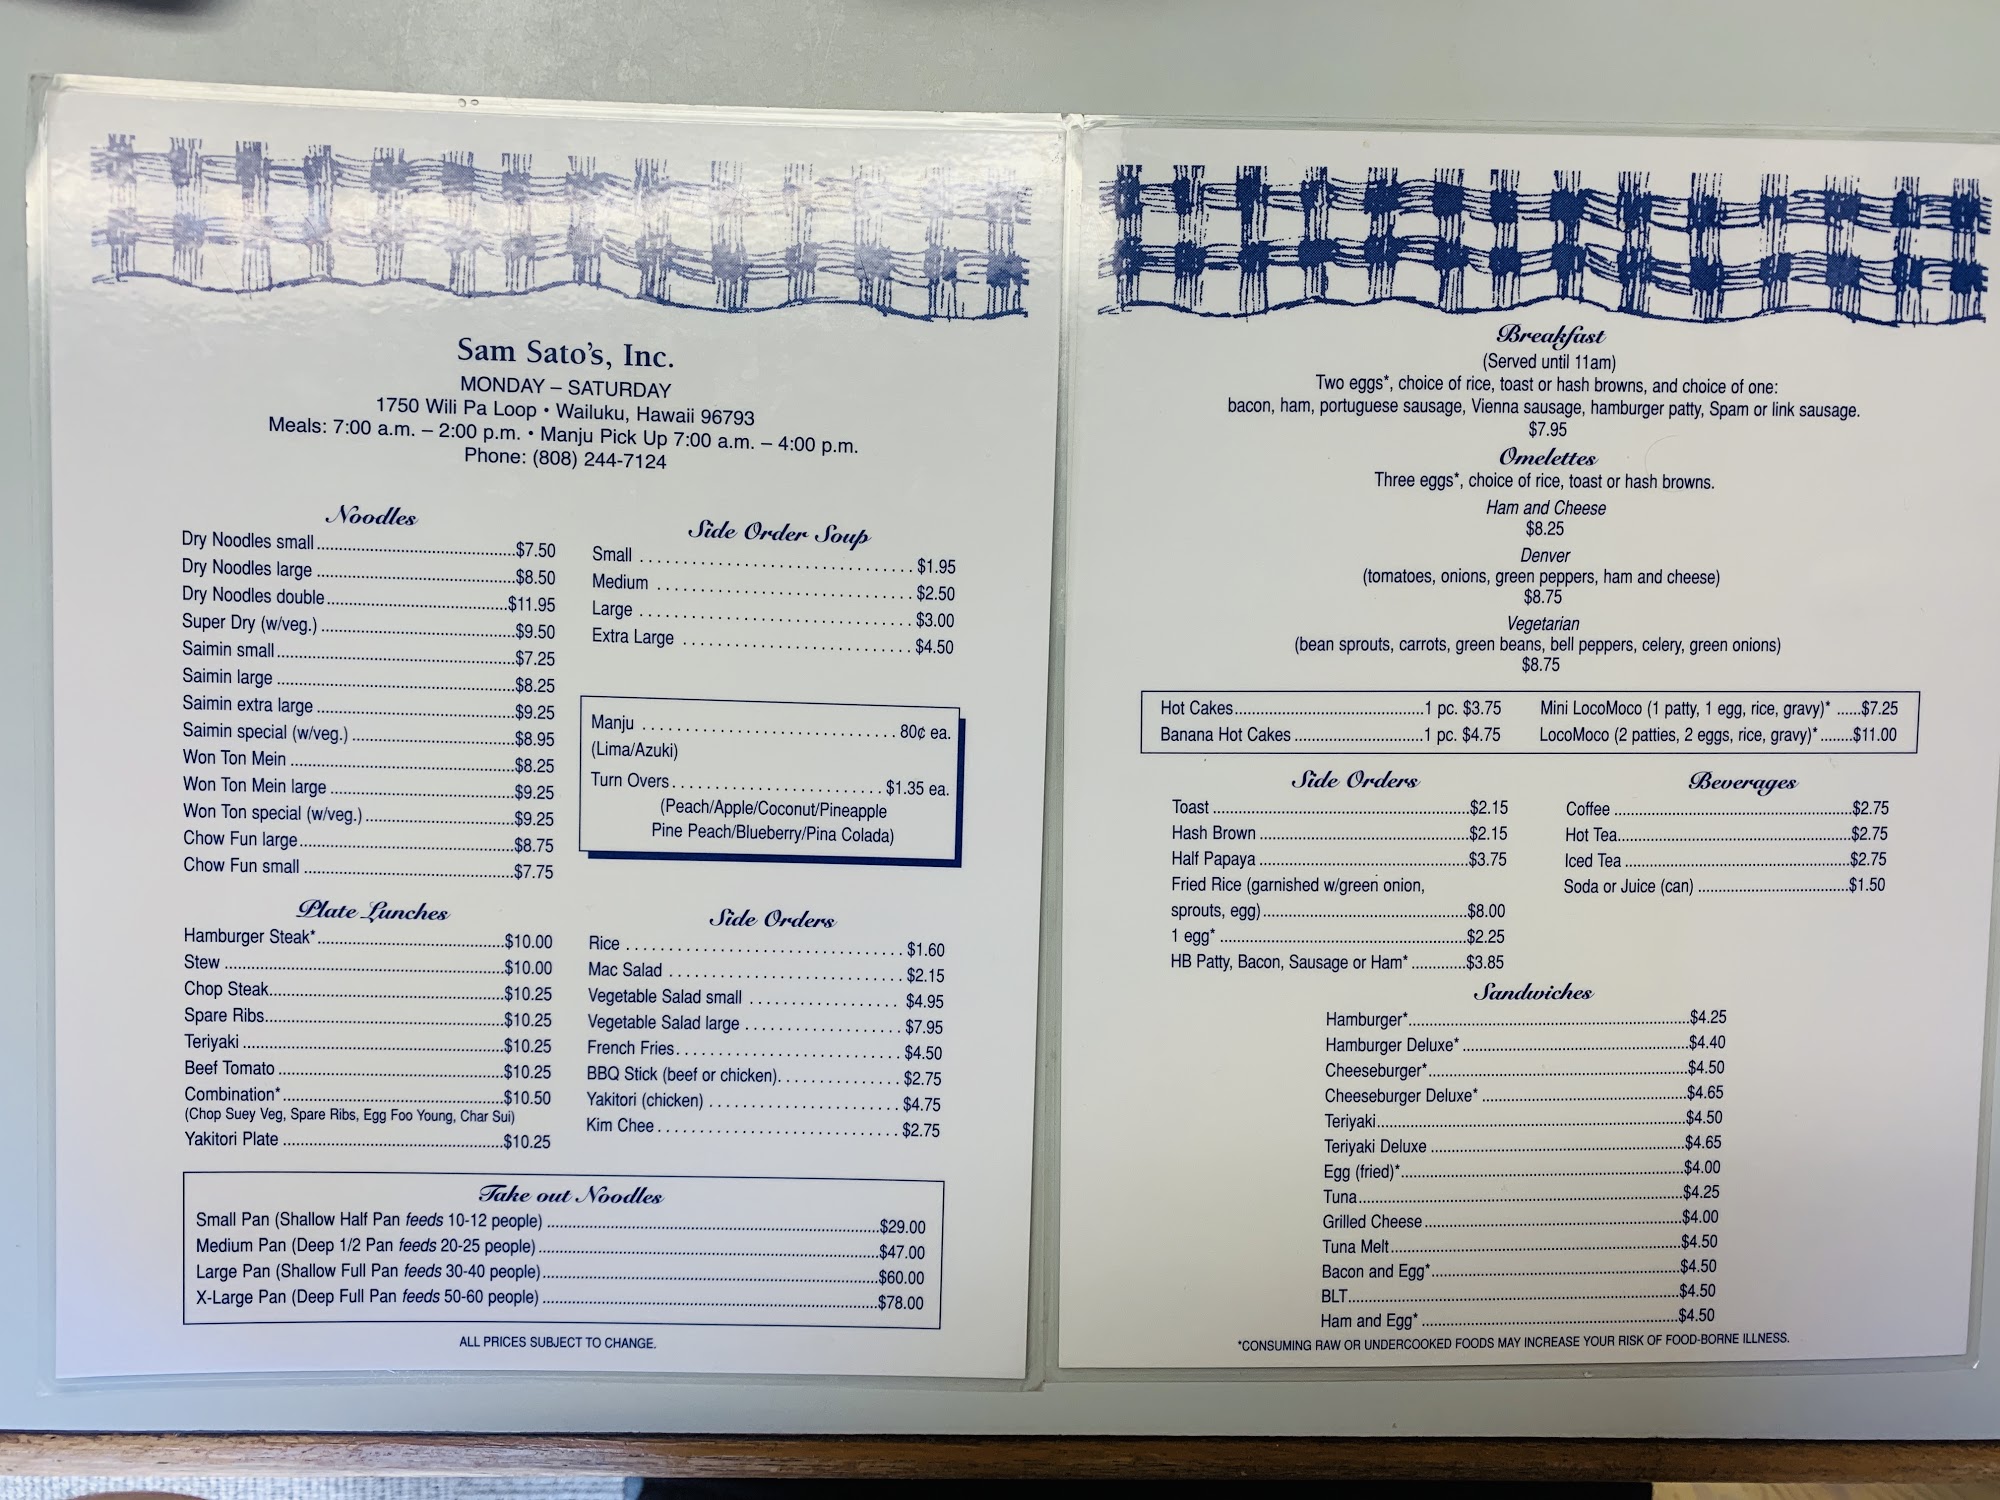 Sam Sato's, Inc.
MONDAY – SATURDAY
1750 Wili Pa Loop • Wailuku, Hawaii 96793
Meals: 7:00 a.m. – 2:00 p.m. • Manju Pick Up 7:00 a.m. – 4:00 p.m.
Phone: (808) 244-7124
Noodles
Dry Noodles small $7.50
Dry Noodles large $8.50
Dry Noodles double $11.95
Super Dry (w/veg.) $9.50
Saimin small $7.25
Saimin large $8.25
Saimin extra large $9.25
Saimin special (w/veg.) $8.95
Won Ton Mein $8.25
Won Ton Mein large $9.25
Won Ton special (w/veg.) $9.25
Chow Fun large $8.75
Chow Fun small $7.75
Side Order Soup
Small $1.95
Medium $2.50
Large $3.00
Extra Large $4.50
Manju 80¢ ea.
(Lima/Azuki)
Turn Overs $1.35 ea.
(Peach/Apple/Coconut/Pineapple
Pine Peach/Blueberry/Pina Colada)
Plate Lunches
Hamburger Steak* $10.00
Stew $10.00
Chop Steak $10.25
Spare Ribs $10.25
Teriyaki $10.25
Beef Tomato $10.25
Combination* $10.50
(Chop Suey Veg, Spare Ribs, Egg Foo Young, Char Sui)
Yakitori Plate $10.25
Side Orders
Rice $1.60
Mac Salad $2.15
Vegetable Salad small $4.95
Vegetable Salad large $7.95
French Fries $4.50
BBQ Stick (beef or chicken) $2.75
Yakitori (chicken) $4.75
Kim Chee $2.75
Take out Noodles
Small Pan (Shallow Half Pan feeds 10-12 people) $29.00
Medium Pan (Deep 1/2 Pan feeds 20-25 people) $47.00
Large Pan (Shallow Full Pan feeds 30-40 people) $60.00
X-Large Pan (Deep Full Pan feeds 50-60 people) $78.00
ALL PRICES SUBJECT TO CHANGE.
Breakfast
(Served until 11am)
Two eggs*, choice of rice, toast or hash browns, and choice of one:
bacon, ham, portuguese sausage, Vienna sausage, hamburger patty, Spam or link sausage.
$7.95
Omelettes
Three eggs*, choice of rice, toast or hash browns.
Ham and Cheese
$8.25
Denver
(tomatoes, onions, green peppers, ham and cheese)
$8.75
Vegetarian
(bean sprouts, carrots, green beans, bell peppers, celery, green onions)
$8.75
Hot Cakes 1 pc. $3.75
Banana Hot Cakes 1 pc. $4.75
Mini LocoMoco (1 patty, 1 egg, rice, gravy)* $7.25
LocoMoco (2 patties, 2 eggs, rice, gravy)* $11.00
Side Orders
Toast $2.15
Hash Brown $2.15
Half Papaya $3.75
Fried Rice (garnished w/green onion,
sprouts, egg) $8.00
1 egg* $2.25
HB Patty, Bacon, Sausage or Ham* $3.85
Beverages
Coffee $2.75
Hot Tea $2.75
Iced Tea $2.75
Soda or Juice (can) $1.50
Sandwiches
Hamburger* $4.25
Hamburger Deluxe* $4.40
Cheeseburger* $4.50
Cheeseburger Deluxe* $4.65
Teriyaki $4.50
Teriyaki Deluxe $4.65
Egg (fried)* $4.00
Tuna $4.25
Grilled Cheese $4.00
Tuna Melt $4.50
Bacon and Egg* $4.50
BLT $4.50
Ham and Egg* $4.50
*CONSUMING RAW OR UNDERCOOKED FOODS MAY INCREASE YOUR RISK OF FOOD-BORNE ILLNESS.